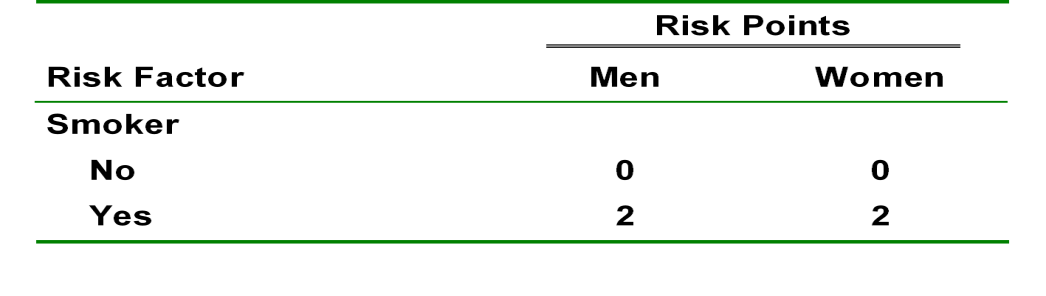 Risk Points
Risk Factor Men Women
Smoker
No 0 0
Yes 2 2